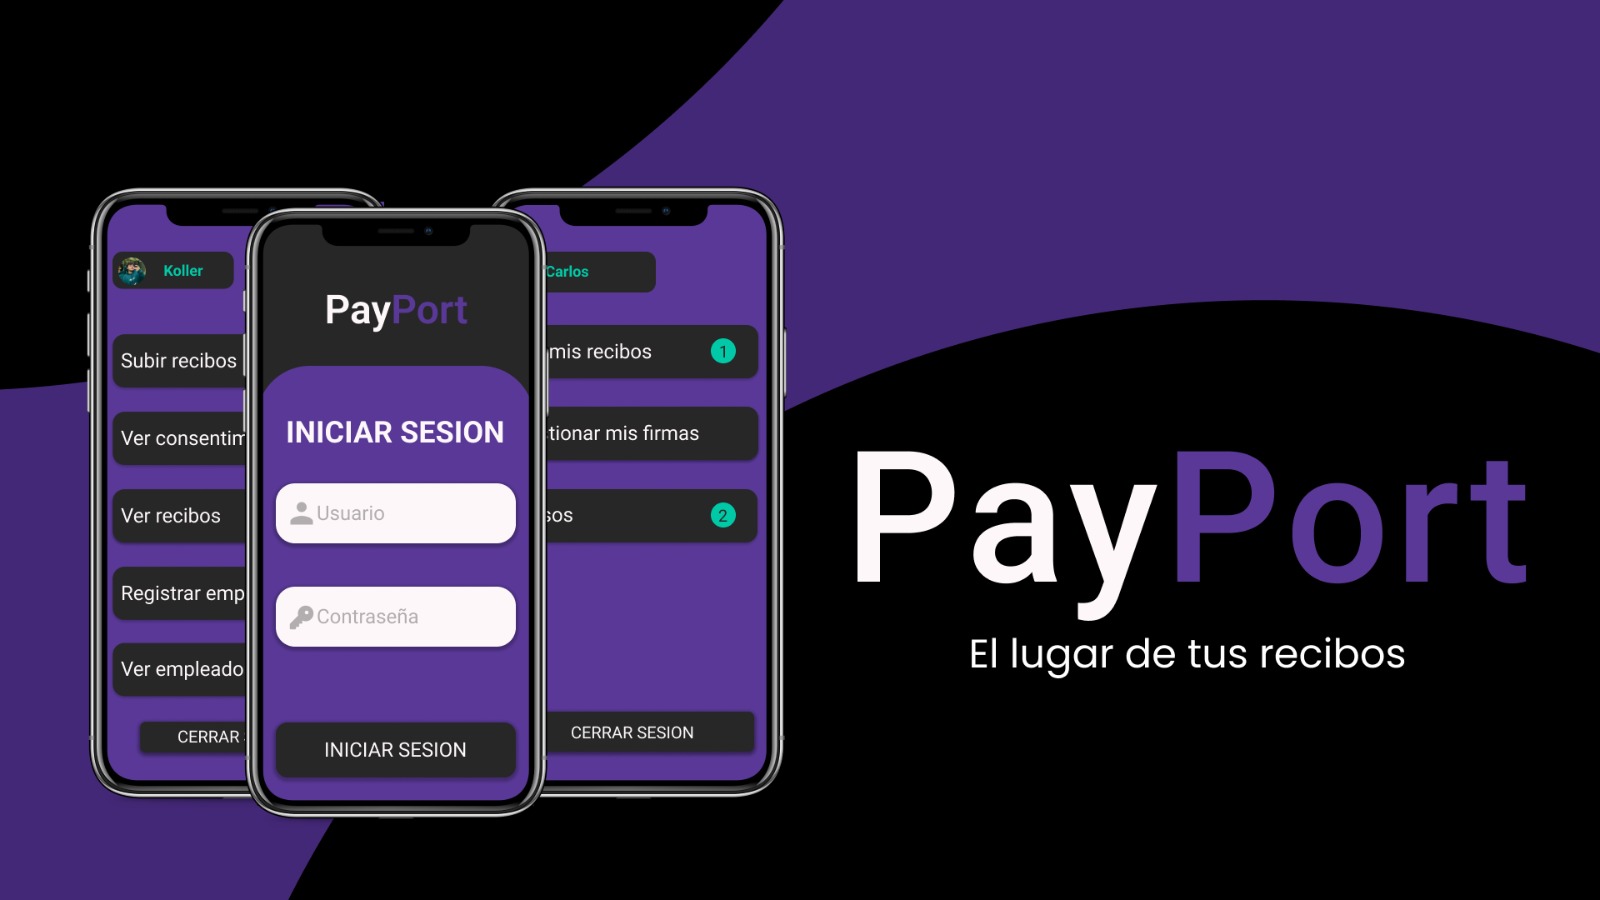 Koller
Subir recibos
Ver consentim
Ver recibos
Registrar emp
Ver empleado
CERRAR
PayPort
INICIAR SESION
Usuario
Contraseña
INICIAR SESION
Carlos
mis recibos 1
tionar mis firmas
sos 2
CERRAR SESION
PayPort
El lugar de tus recibos